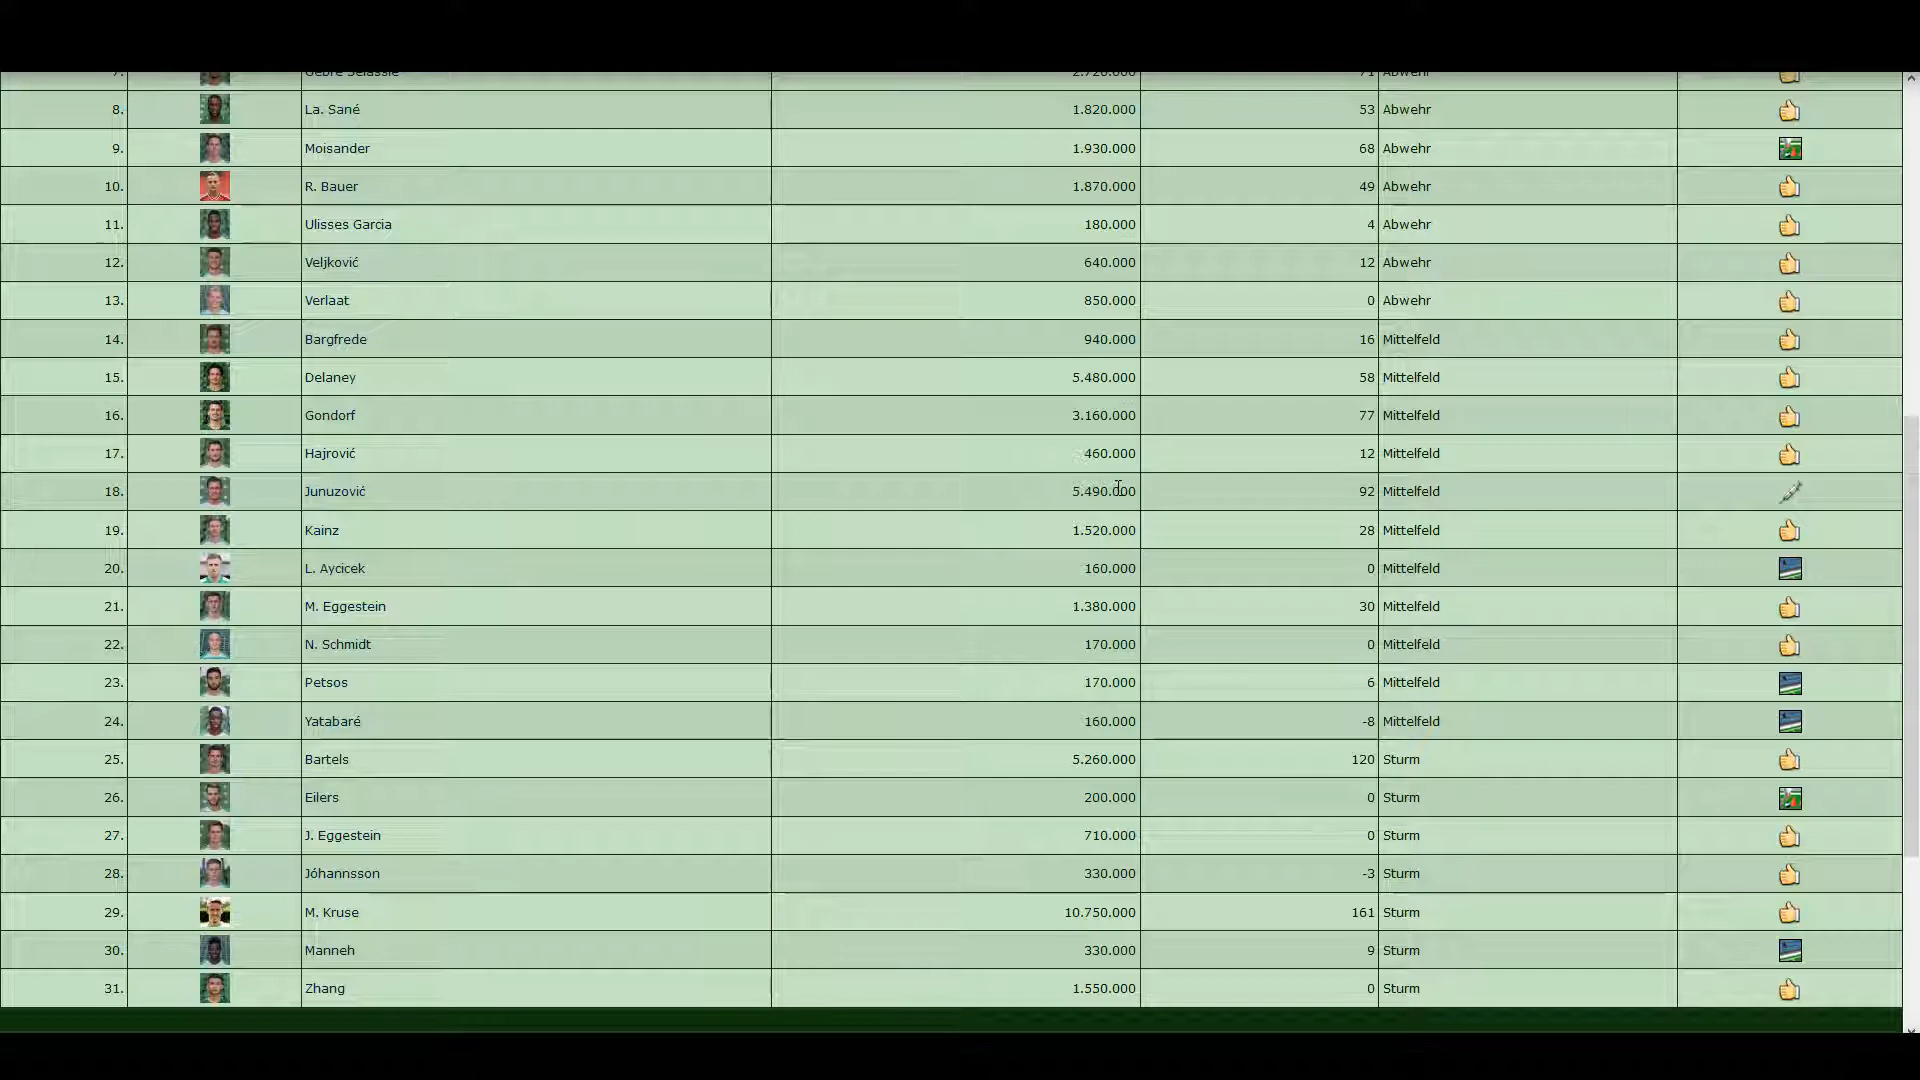 7. Gebre Selassie 2.720.000 71 Abwehr
8. La. Sané 1.820.000 53 Abwehr
9. Moisander 1.930.000 68 Abwehr
10. R. Bauer 1.870.000 49 Abwehr
11. Ulisses Garcia 180.000 4 Abwehr
12. Veljković 640.000 12 Abwehr
13. Verlaat 850.000 0 Abwehr
14. Bargfrede 940.000 16 Mittelfeld
15. Delaney 5.480.000 58 Mittelfeld
16. Gondorf 3.160.000 77 Mittelfeld
17. Hajrović 460.000 12 Mittelfeld
18. Junuzović 5.490.000 92 Mittelfeld
19. Kainz 1.520.000 28 Mittelfeld
20. L. Aycicek 160.000 0 Mittelfeld
21. M. Eggestein 1.380.000 30 Mittelfeld
22. N. Schmidt 170.000 0 Mittelfeld
23. Petsos 170.000 6 Mittelfeld
24. Yatabaré 160.000 -8 Mittelfeld
25. Bartels 5.260.000 120 Sturm
26. Eilers 200.000 0 Sturm
27. J. Eggestein 710.000 0 Sturm
28. Jóhannsson 330.000 -3 Sturm
29. M. Kruse 10.750.000 161 Sturm
30. Manneh 330.000 9 Sturm
31. Zhang 1.550.000 0 Sturm